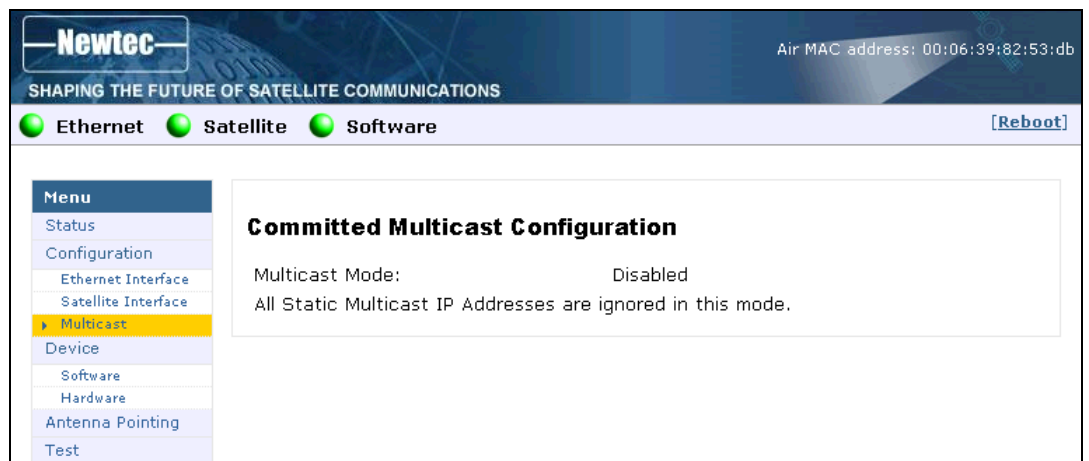 Newtec
Air MAC address: 00:06:39:82:53:db
SHAPING THE FUTURE OF SATELLITE COMMUNICATIONS
Ethernet Satellite Software [Reboot]
Menu
Status
Configuration
Ethernet Interface
Satellite Interface
Multicast
Device
Software
Hardware
Antenna Pointing
Test
Committed Multicast Configuration
Multicast Mode: Disabled
All Static Multicast IP Addresses are ignored in this mode.